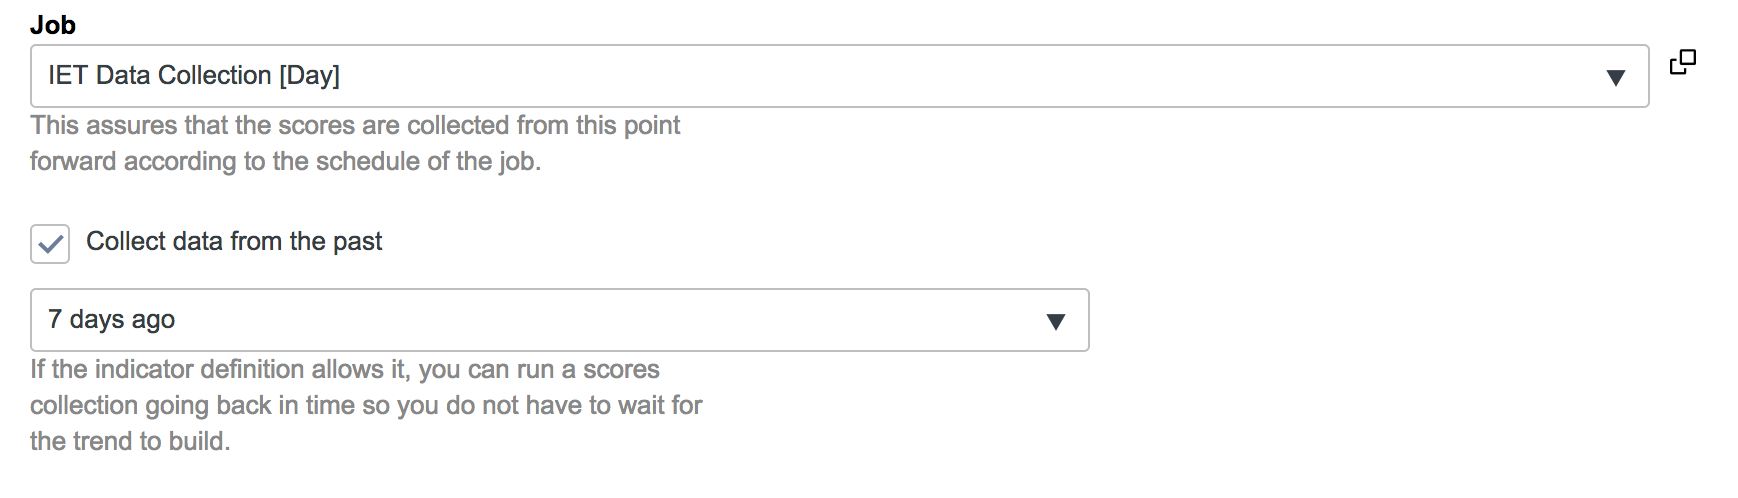 Job
IET Data Collection [Day]
This assures that the scores are collected from this point
forward according to the schedule of the job.
Collect data from the past
7 days ago
If the indicator definition allows it, you can run a scores
collection going back in time so you do not have to wait for
the trend to build.